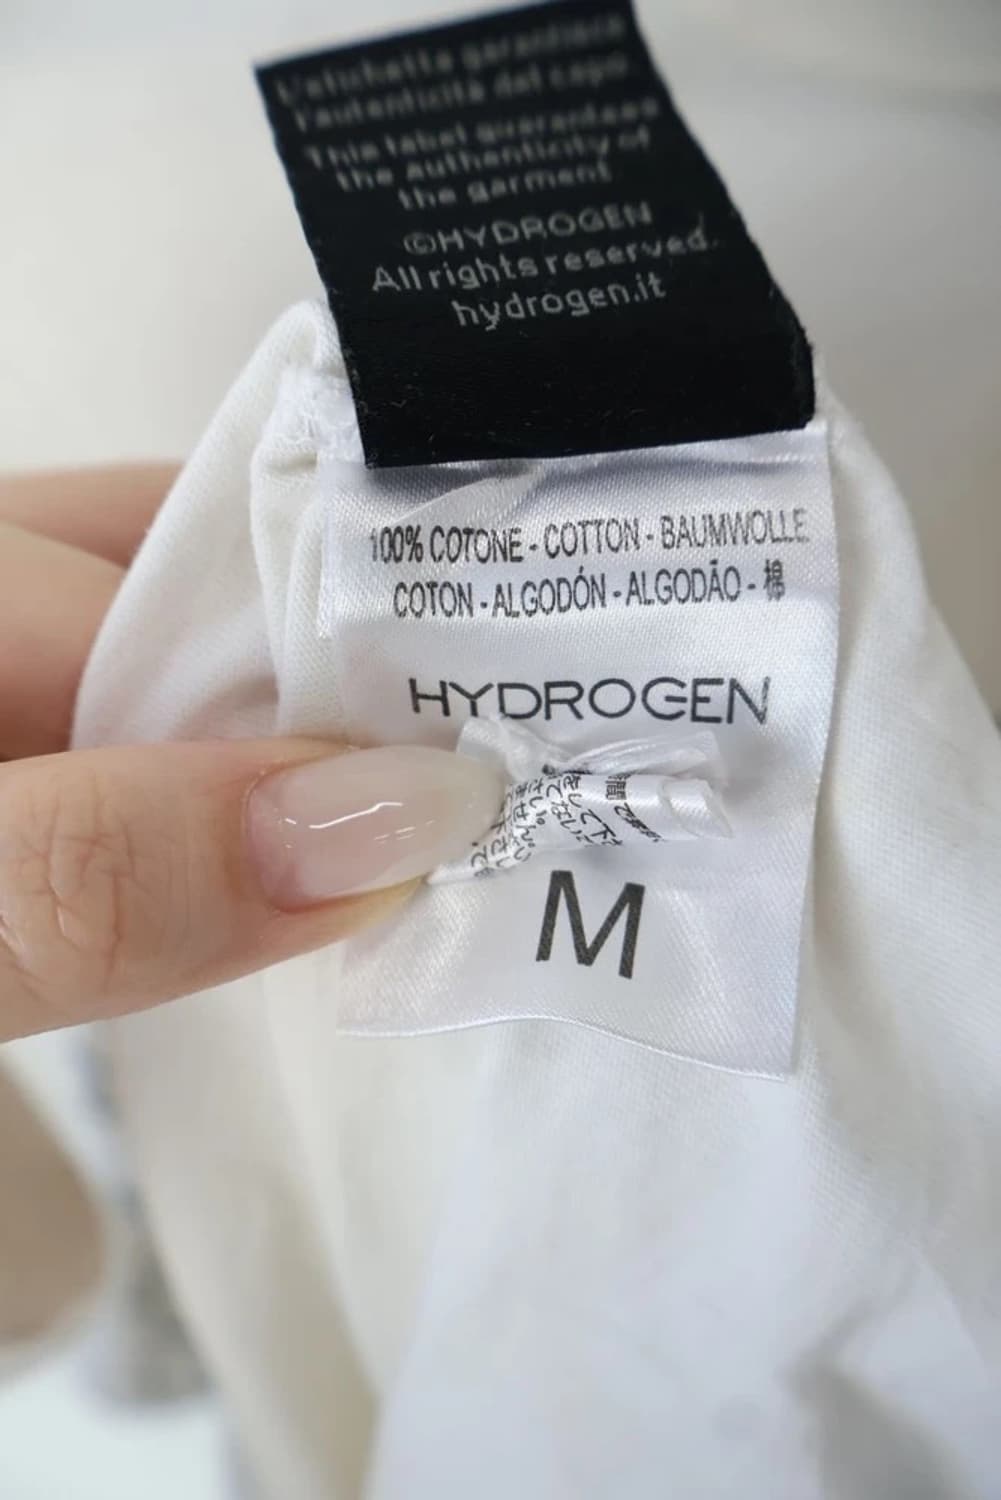 L'etichetta garantisce
l'autenticità del capo
This label guarantees
the authenticity of
the garment
©HYDROGEN
All rights reserved.
hydrogen.it
100% COTONE - COTTON - BAUMWOLLE
COTON - ALGODÓN - ALGODÃO - 棉
HYDROGEN
M